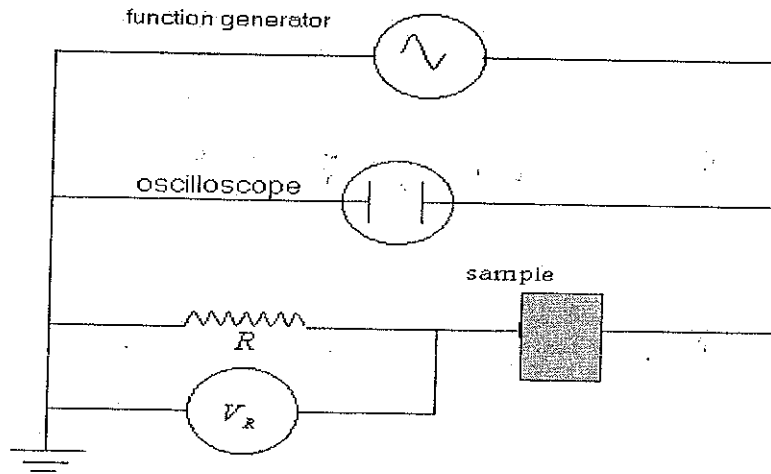 function generator
oscilloscope
sample
R
V_R